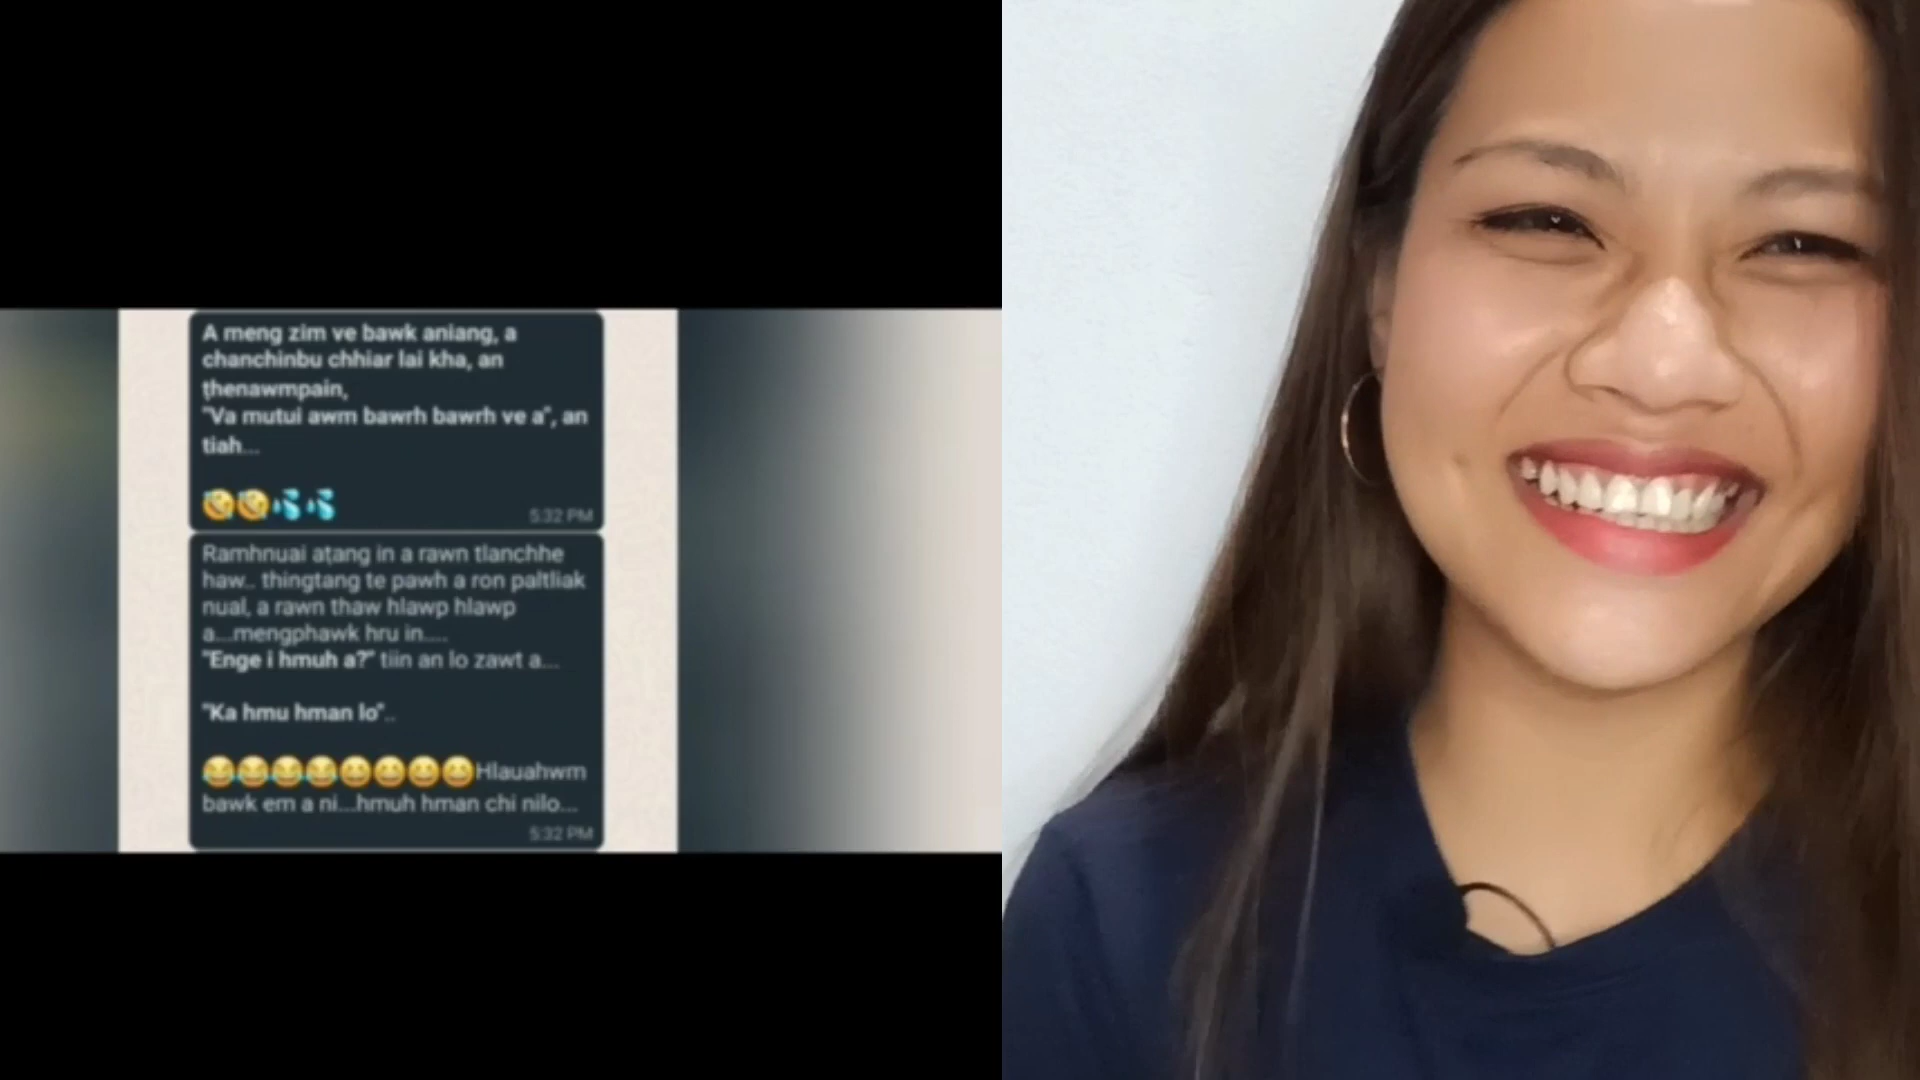 A meng zim ve bawk aniang, a
chanchinbu chhiar lai kha, an
ṭhenawmpain,
"Va mutui awm bawrh bawrh ve a", an
tiah...
🤣🤣💦💦
5:32 PM
Ramhnuai aṭang in a rawn tlanchhe
haw.. thingtang te pawh a ron paltliak
nual, a rawn thaw hlawp hlawp
a...mengphawk hru in....
"Enge i hmuh a?" tiin an lo zawt a...
"Ka hmu hman lo"..
😂😂😂😂😄😄😄😄Hlauahwm
bawk em a ni...hmuh hman chi nilo...
5:32 PM